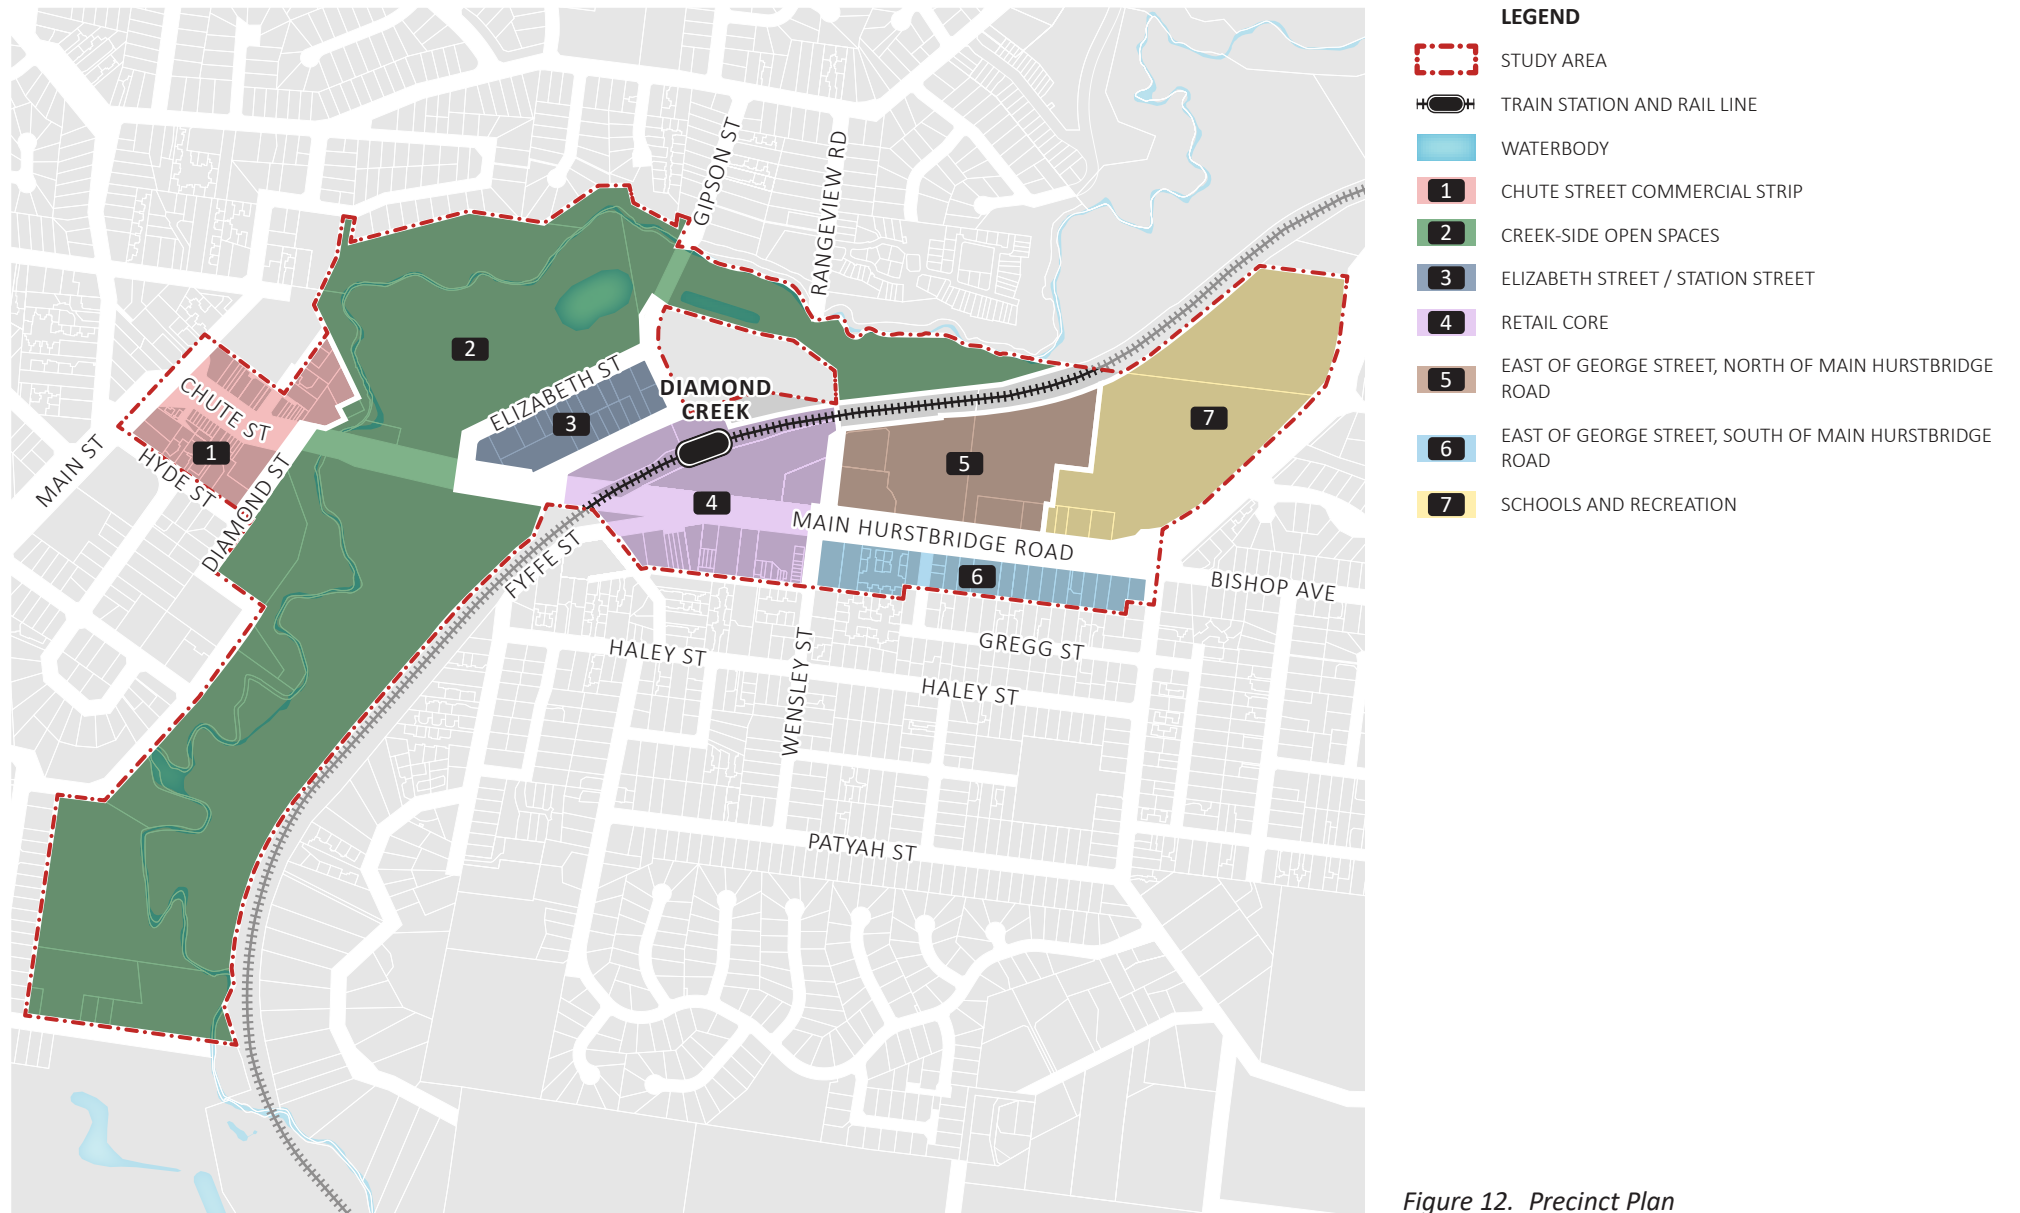 LEGEND
STUDY AREA
TRAIN STATION AND RAIL LINE
WATERBODY
1 CHUTE STREET COMMERCIAL STRIP
2 CREEK-SIDE OPEN SPACES
3 ELIZABETH STREET / STATION STREET
4 RETAIL CORE
5 EAST OF GEORGE STREET, NORTH OF MAIN HURSTBRIDGE
ROAD
6 EAST OF GEORGE STREET, SOUTH OF MAIN HURSTBRIDGE
ROAD
7 SCHOOLS AND RECREATION
GIPSON ST
RANGEVIEW RD
2
ELIZABETH ST
3
DIAMOND
CREEK
CHUTE ST
1
MAIN ST
HYDE ST
DIAMOND ST
7
5
4
MAIN HURSTBRIDGE ROAD
6
FYFFE ST
BISHOP AVE
HALEY ST
GREGG ST
WENSLEY ST
HALEY ST
PATYAH ST
Figure 12. Precinct Plan